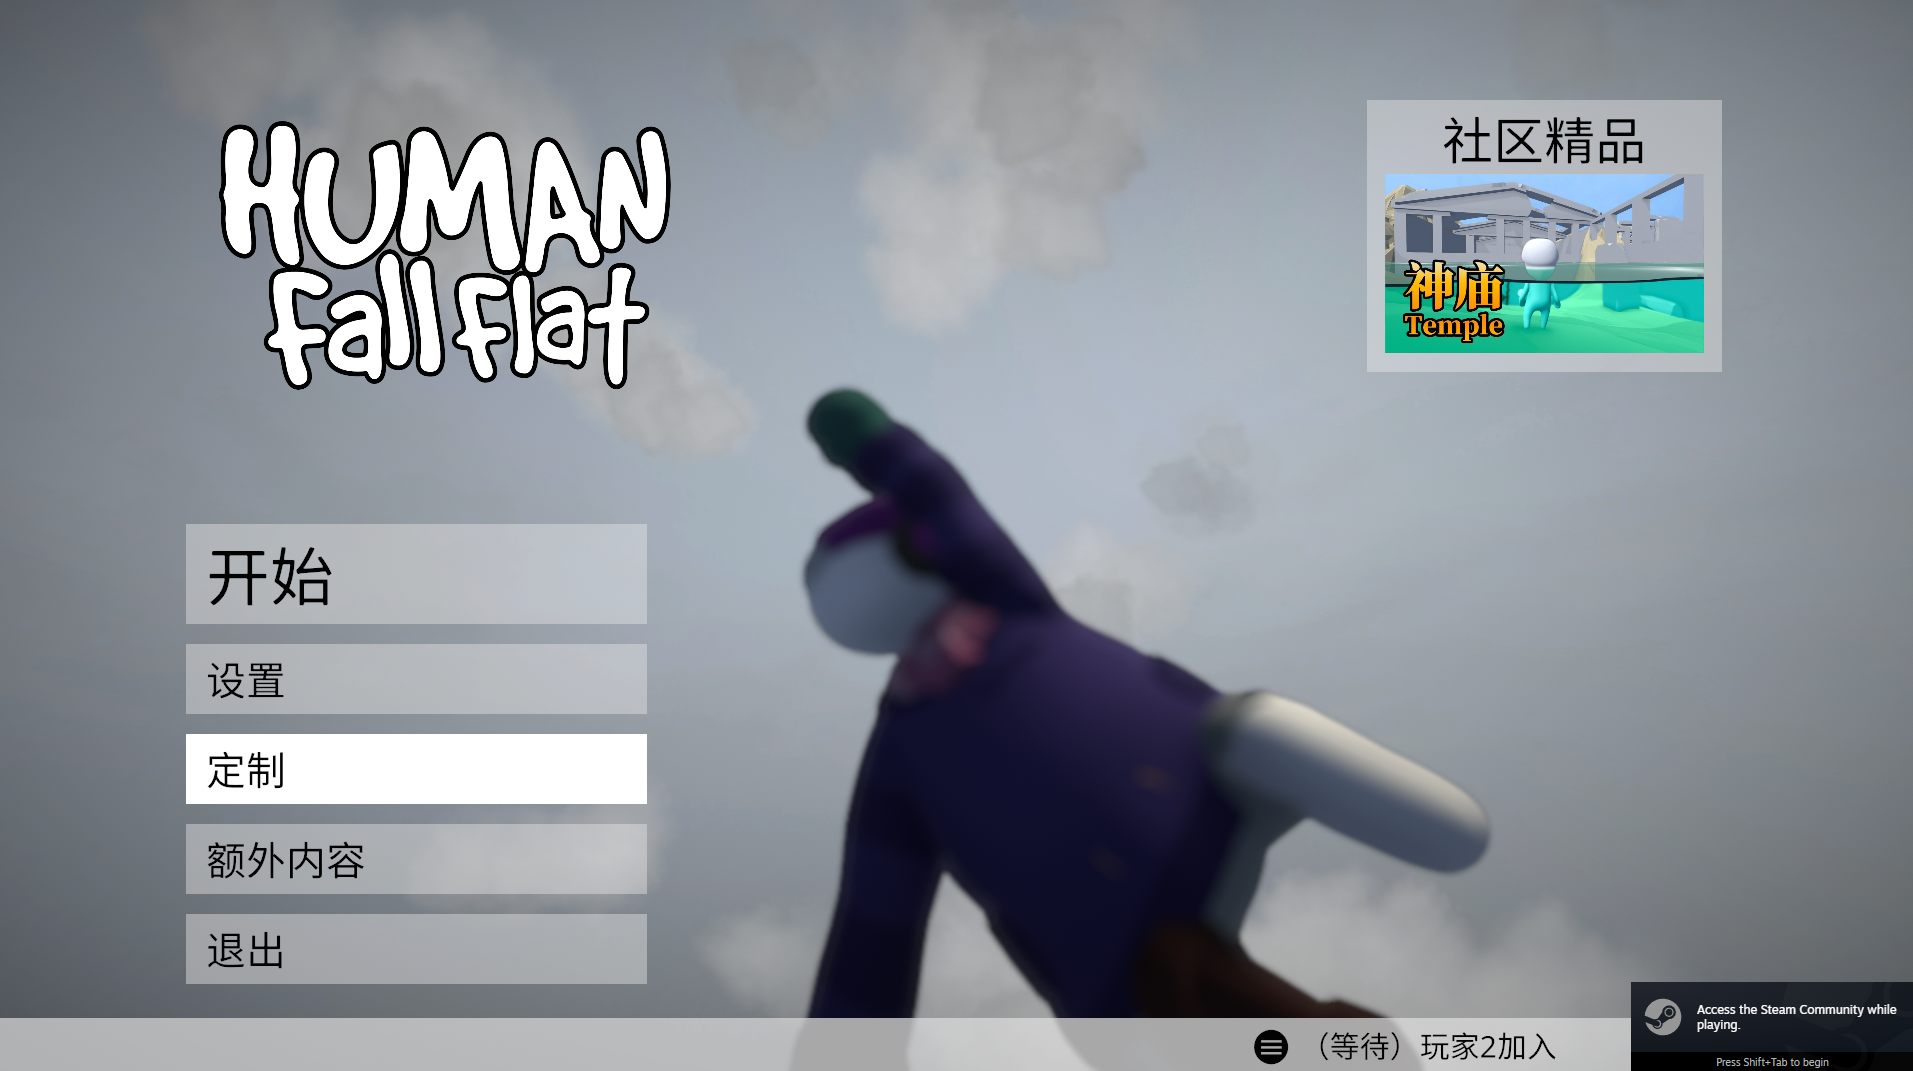 HUMAN
fall flat
社区精品
神庙
Temple
开始
设置
定制
额外内容
退出
（等待）玩家2加入
Access the Steam Community while
playing.
Press Shift+Tab to begin